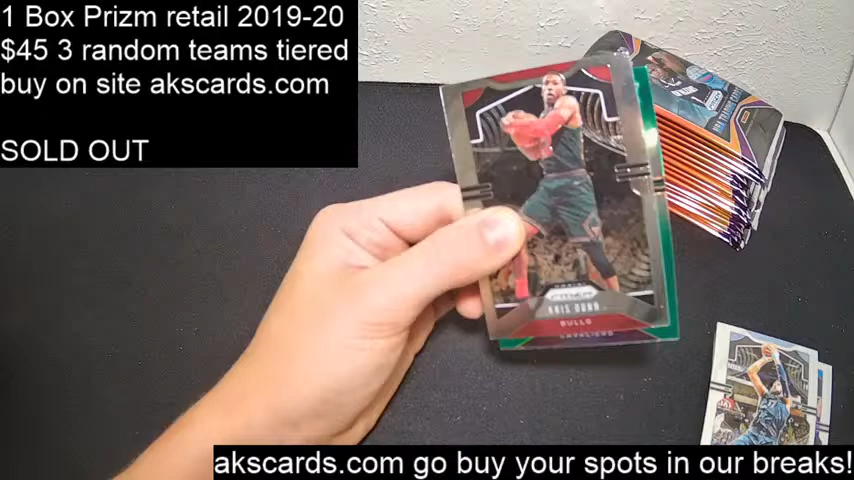 1 Box Prizm retail 2019-20
$45 3 random teams tiered
buy on site akscards.com
SOLD OUT
PRIZM
KRIS DUNN
BULLS
CAVALIERS
akscards.com go buy your spots in our breaks!